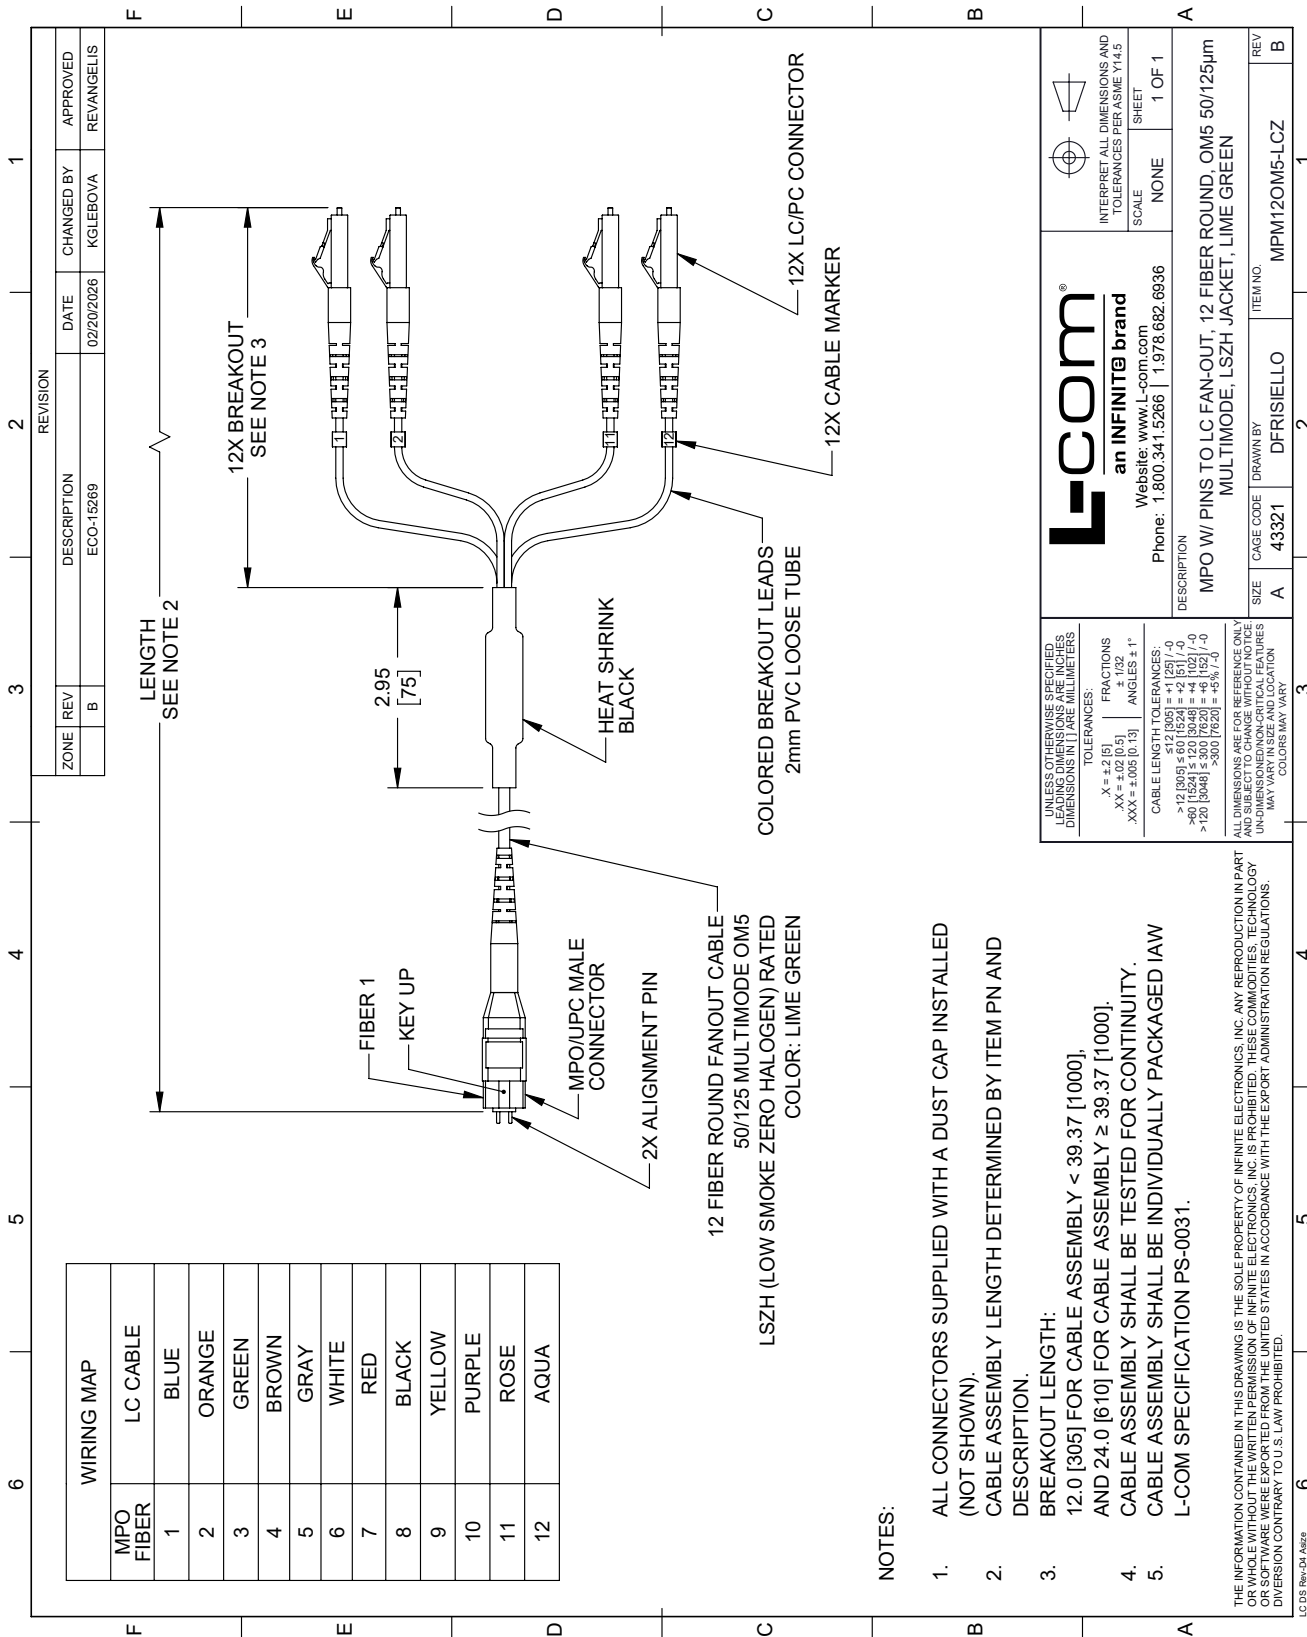 6
5
4
3
2
1
F
E
D
C
B
A
REVISION
ZONE REV DESCRIPTION DATE CHANGED BY APPROVED
B ECO-15269 02/20/2026 KGLEBOVA REVANGELIS
WIRING MAP
MPO FIBER LC CABLE
1 BLUE
2 ORANGE
3 GREEN
4 BROWN
5 GRAY
6 WHITE
7 RED
8 BLACK
9 YELLOW
10 PURPLE
11 ROSE
12 AQUA
LENGTH
SEE NOTE 2
12X BREAKOUT
SEE NOTE 3
2.95
[75]
FIBER 1
KEY UP
MPO/UPC MALE
CONNECTOR
2X ALIGNMENT PIN
HEAT SHRINK
BLACK
1
2
11
12
12X LC/PC CONNECTOR
12X CABLE MARKER
COLORED BREAKOUT LEADS
2mm PVC LOOSE TUBE
12 FIBER ROUND FANOUT CABLE
50/125 MULTIMODE OM5
LSZH (LOW SMOKE ZERO HALOGEN) RATED
COLOR: LIME GREEN
NOTES:
1. ALL CONNECTORS SUPPLIED WITH A DUST CAP INSTALLED
(NOT SHOWN).
2. CABLE ASSEMBLY LENGTH DETERMINED BY ITEM PN AND
DESCRIPTION.
3. BREAKOUT LENGTH:
12.0 [305] FOR CABLE ASSEMBLY < 39.37 [1000],
AND 24.0 [610] FOR CABLE ASSEMBLY ≥ 39.37 [1000].
4. CABLE ASSEMBLY SHALL BE TESTED FOR CONTINUITY.
5. CABLE ASSEMBLY SHALL BE INDIVIDUALLY PACKAGED IAW
L-COM SPECIFICATION PS-0031.
THE INFORMATION CONTAINED IN THIS DRAWING IS THE SOLE PROPERTY OF INFINITE ELECTRONICS, INC. ANY REPRODUCTION IN PART
OR WHOLE WITHOUT THE WRITTEN PERMISSION OF INFINITE ELECTRONICS, INC. IS PROHIBITED. THESE COMMODITIES, TECHNOLOGY
OR SOFTWARE WERE EXPORTED FROM THE UNITED STATES IN ACCORDANCE WITH THE EXPORT ADMINISTRATION REGULATIONS.
DIVERSION CONTRARY TO U.S. LAW PROHIBITED.
UNLESS OTHERWISE SPECIFIED
LEADING DIMENSIONS ARE INCHES
DIMENSIONS IN [ ] ARE MILLIMETERS
TOLERANCES:
.X = ±.2 [5] FRACTIONS
.XX = ±.02 [0.5] ± 1/32
.XXX = ±.005 [0.13] ANGLES ± 1°
CABLE LENGTH TOLERANCES:
≤12 [305] = +1 [25] / -0
>12 [305] ≤ 60 [1524] = +2 [51] / -0
>60 [1524] ≤ 120 [3048] = +4 [102] / -0
>120 [3048] ≤ 300 [7620] = +6 [152] / -0
>300 [7620] = +5% / -0
ALL DIMENSIONS ARE FOR REFERENCE ONLY
AND SUBJECT TO CHANGE WITHOUT NOTICE.
UN-DIMENSIONED/NON-CRITICAL FEATURES
MAY VARY IN SIZE AND LOCATION
COLORS MAY VARY
L-com®
an INFINITE brand
Website: www.L-com.com
Phone: 1.800.341.5266 | 1.978.682.6936
INTERPRET ALL DIMENSIONS AND
TOLERANCES PER ASME Y14.5
SCALE NONE
SHEET 1 OF 1
DESCRIPTION
MPO W/ PINS TO LC FAN-OUT, 12 FIBER ROUND, OM5 50/125µm
MULTIMODE, LSZH JACKET, LIME GREEN
SIZE CAGE CODE DRAWN BY ITEM NO. REV
A 43321 DFRISIELLO MPM12OM5-LCZ B
F
E
D
C
B
A
6
5
4
3
2
1
LC DS Rev-D4 Asize